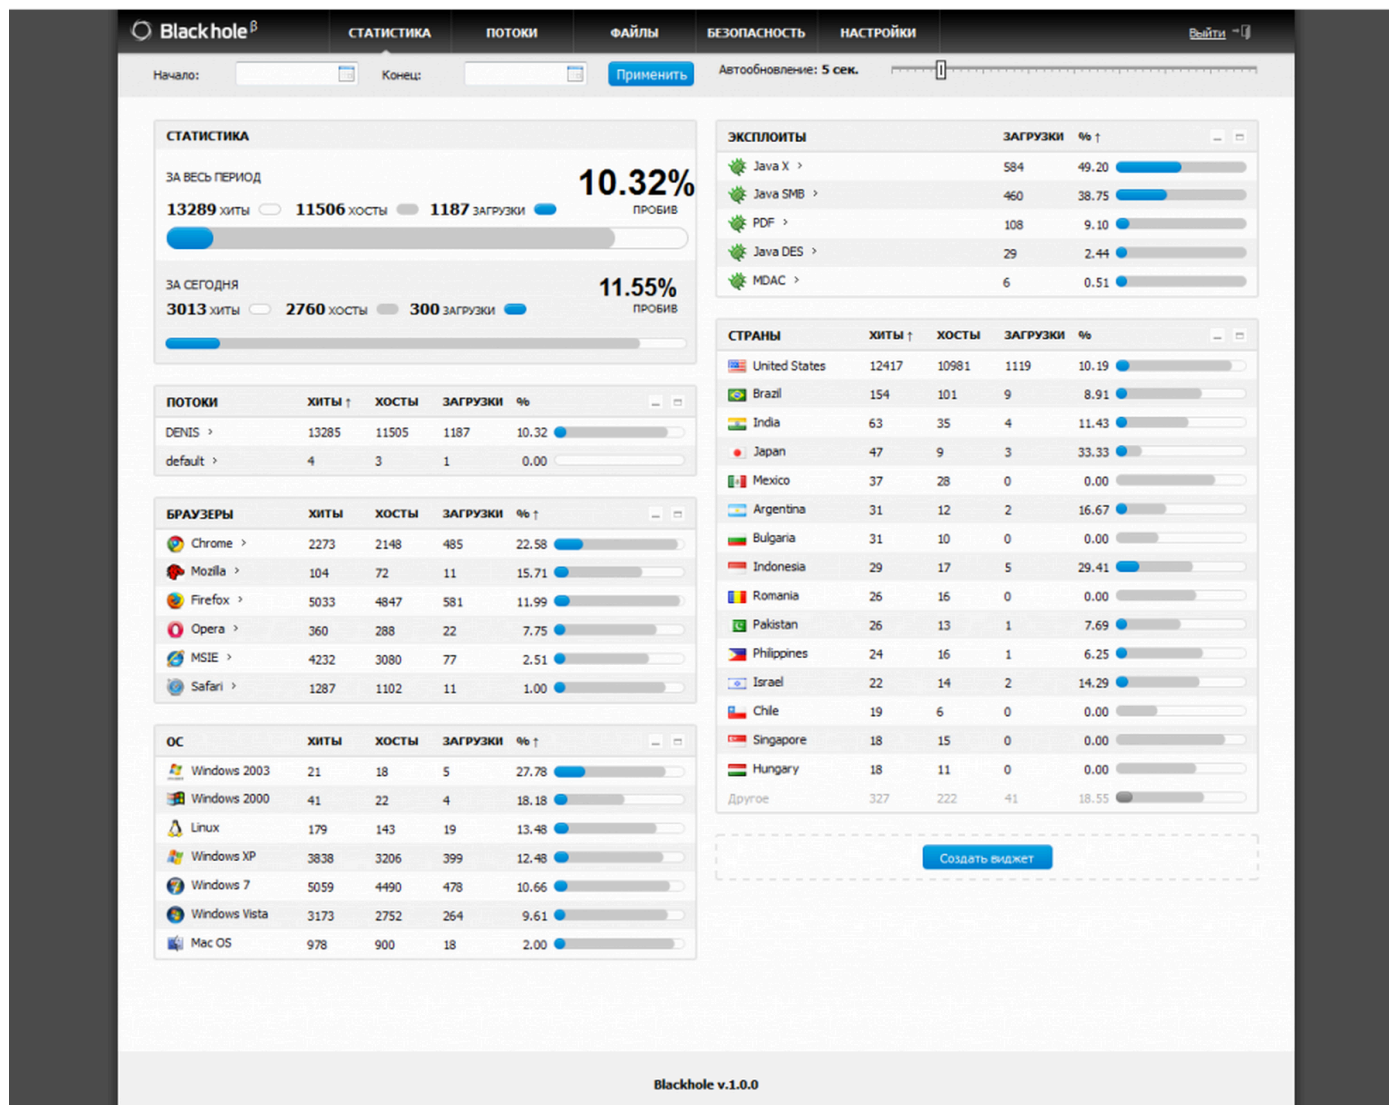 Blackhole β СТАТИСТИКА ПОТОКИ ФАЙЛЫ БЕЗОПАСНОСТЬ НАСТРОЙКИ Выйти
Начало: Конец: Применить Автообновление: 5 сек.
СТАТИСТИКА
ЗА ВЕСЬ ПЕРИОД
10.32%
13289 ХИТЫ 11506 ХОСТЫ 1187 ЗАГРУЗКИ ПРОБИВ
ЗА СЕГОДНЯ
11.55%
3013 ХИТЫ 2760 ХОСТЫ 300 ЗАГРУЗКИ ПРОБИВ
ПОТОКИ ХИТЫ ↑ ХОСТЫ ЗАГРУЗКИ %
DENIS > 13285 11505 1187 10.32
default > 4 3 1 0.00
БРАУЗЕРЫ ХИТЫ ХОСТЫ ЗАГРУЗКИ % ↑
Chrome > 2273 2148 485 22.58
Mozilla > 104 72 11 15.71
Firefox > 5033 4847 581 11.99
Opera > 360 288 22 7.75
MSIE > 4232 3080 77 2.51
Safari > 1287 1102 11 1.00
ОС ХИТЫ ХОСТЫ ЗАГРУЗКИ % ↑
Windows 2003 21 18 5 27.78
Windows 2000 41 22 4 18.18
Linux 179 143 19 13.48
Windows XP 3838 3206 399 12.48
Windows 7 5059 4490 478 10.66
Windows Vista 3173 2752 264 9.61
Mac OS 978 900 18 2.00
ЭКСПЛОИТЫ ЗАГРУЗКИ % ↑
Java X > 584 49.20
Java SMB > 460 38.75
PDF > 108 9.10
Java DES > 29 2.44
MDAC > 6 0.51
СТРАНЫ ХИТЫ ↑ ХОСТЫ ЗАГРУЗКИ %
United States 12417 10981 1119 10.19
Brazil 154 101 9 8.91
India 63 35 4 11.43
Japan 47 9 3 33.33
Mexico 37 28 0 0.00
Argentina 31 12 2 16.67
Bulgaria 31 10 0 0.00
Indonesia 29 17 5 29.41
Romania 26 16 0 0.00
Pakistan 26 13 1 7.69
Philippines 24 16 1 6.25
Israel 22 14 2 14.29
Chile 19 6 0 0.00
Singapore 18 15 0 0.00
Hungary 18 11 0 0.00
Другое 327 222 41 18.55
Создать виджет
Blackhole v.1.0.0